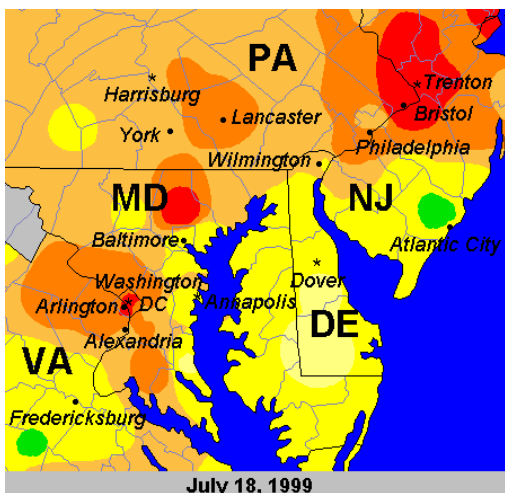 PA
Trenton
Harrisburg
Bristol
Lancaster
York
Philadelphia
Wilmington
MD
NJ
Baltimore
Atlantic City
Dover
Washington
Arlington DC
Annapolis
DE
Alexandria
VA
Fredericksburg
July 18, 1999